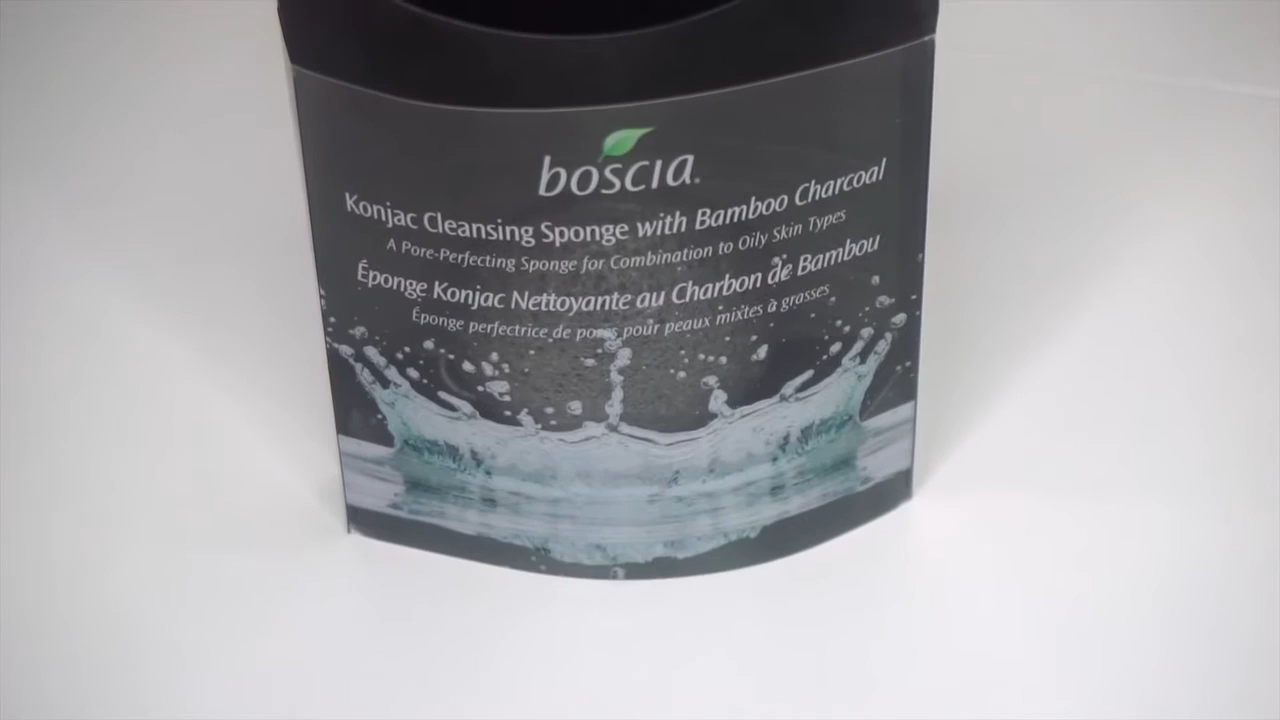 boscia.
Konjac Cleansing Sponge with Bamboo Charcoal
A Pore-Perfecting Sponge for Combination to Oily Skin Types
Éponge Konjac Nettoyante au Charbon de Bambou
Éponge perfectrice de pores pour peaux mixtes à grasses